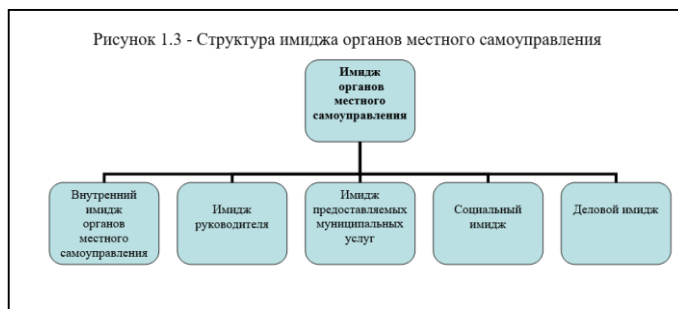 Рисунок 1.3 - Структура имиджа органов местного самоуправления
Имидж
органов
местного
самоуправления
Внутренний
имидж
органов
местного
самоуправления
Имидж
руководителя
Имидж
предоставляемых
муниципальных
услуг
Социальный
имидж
Деловой имидж